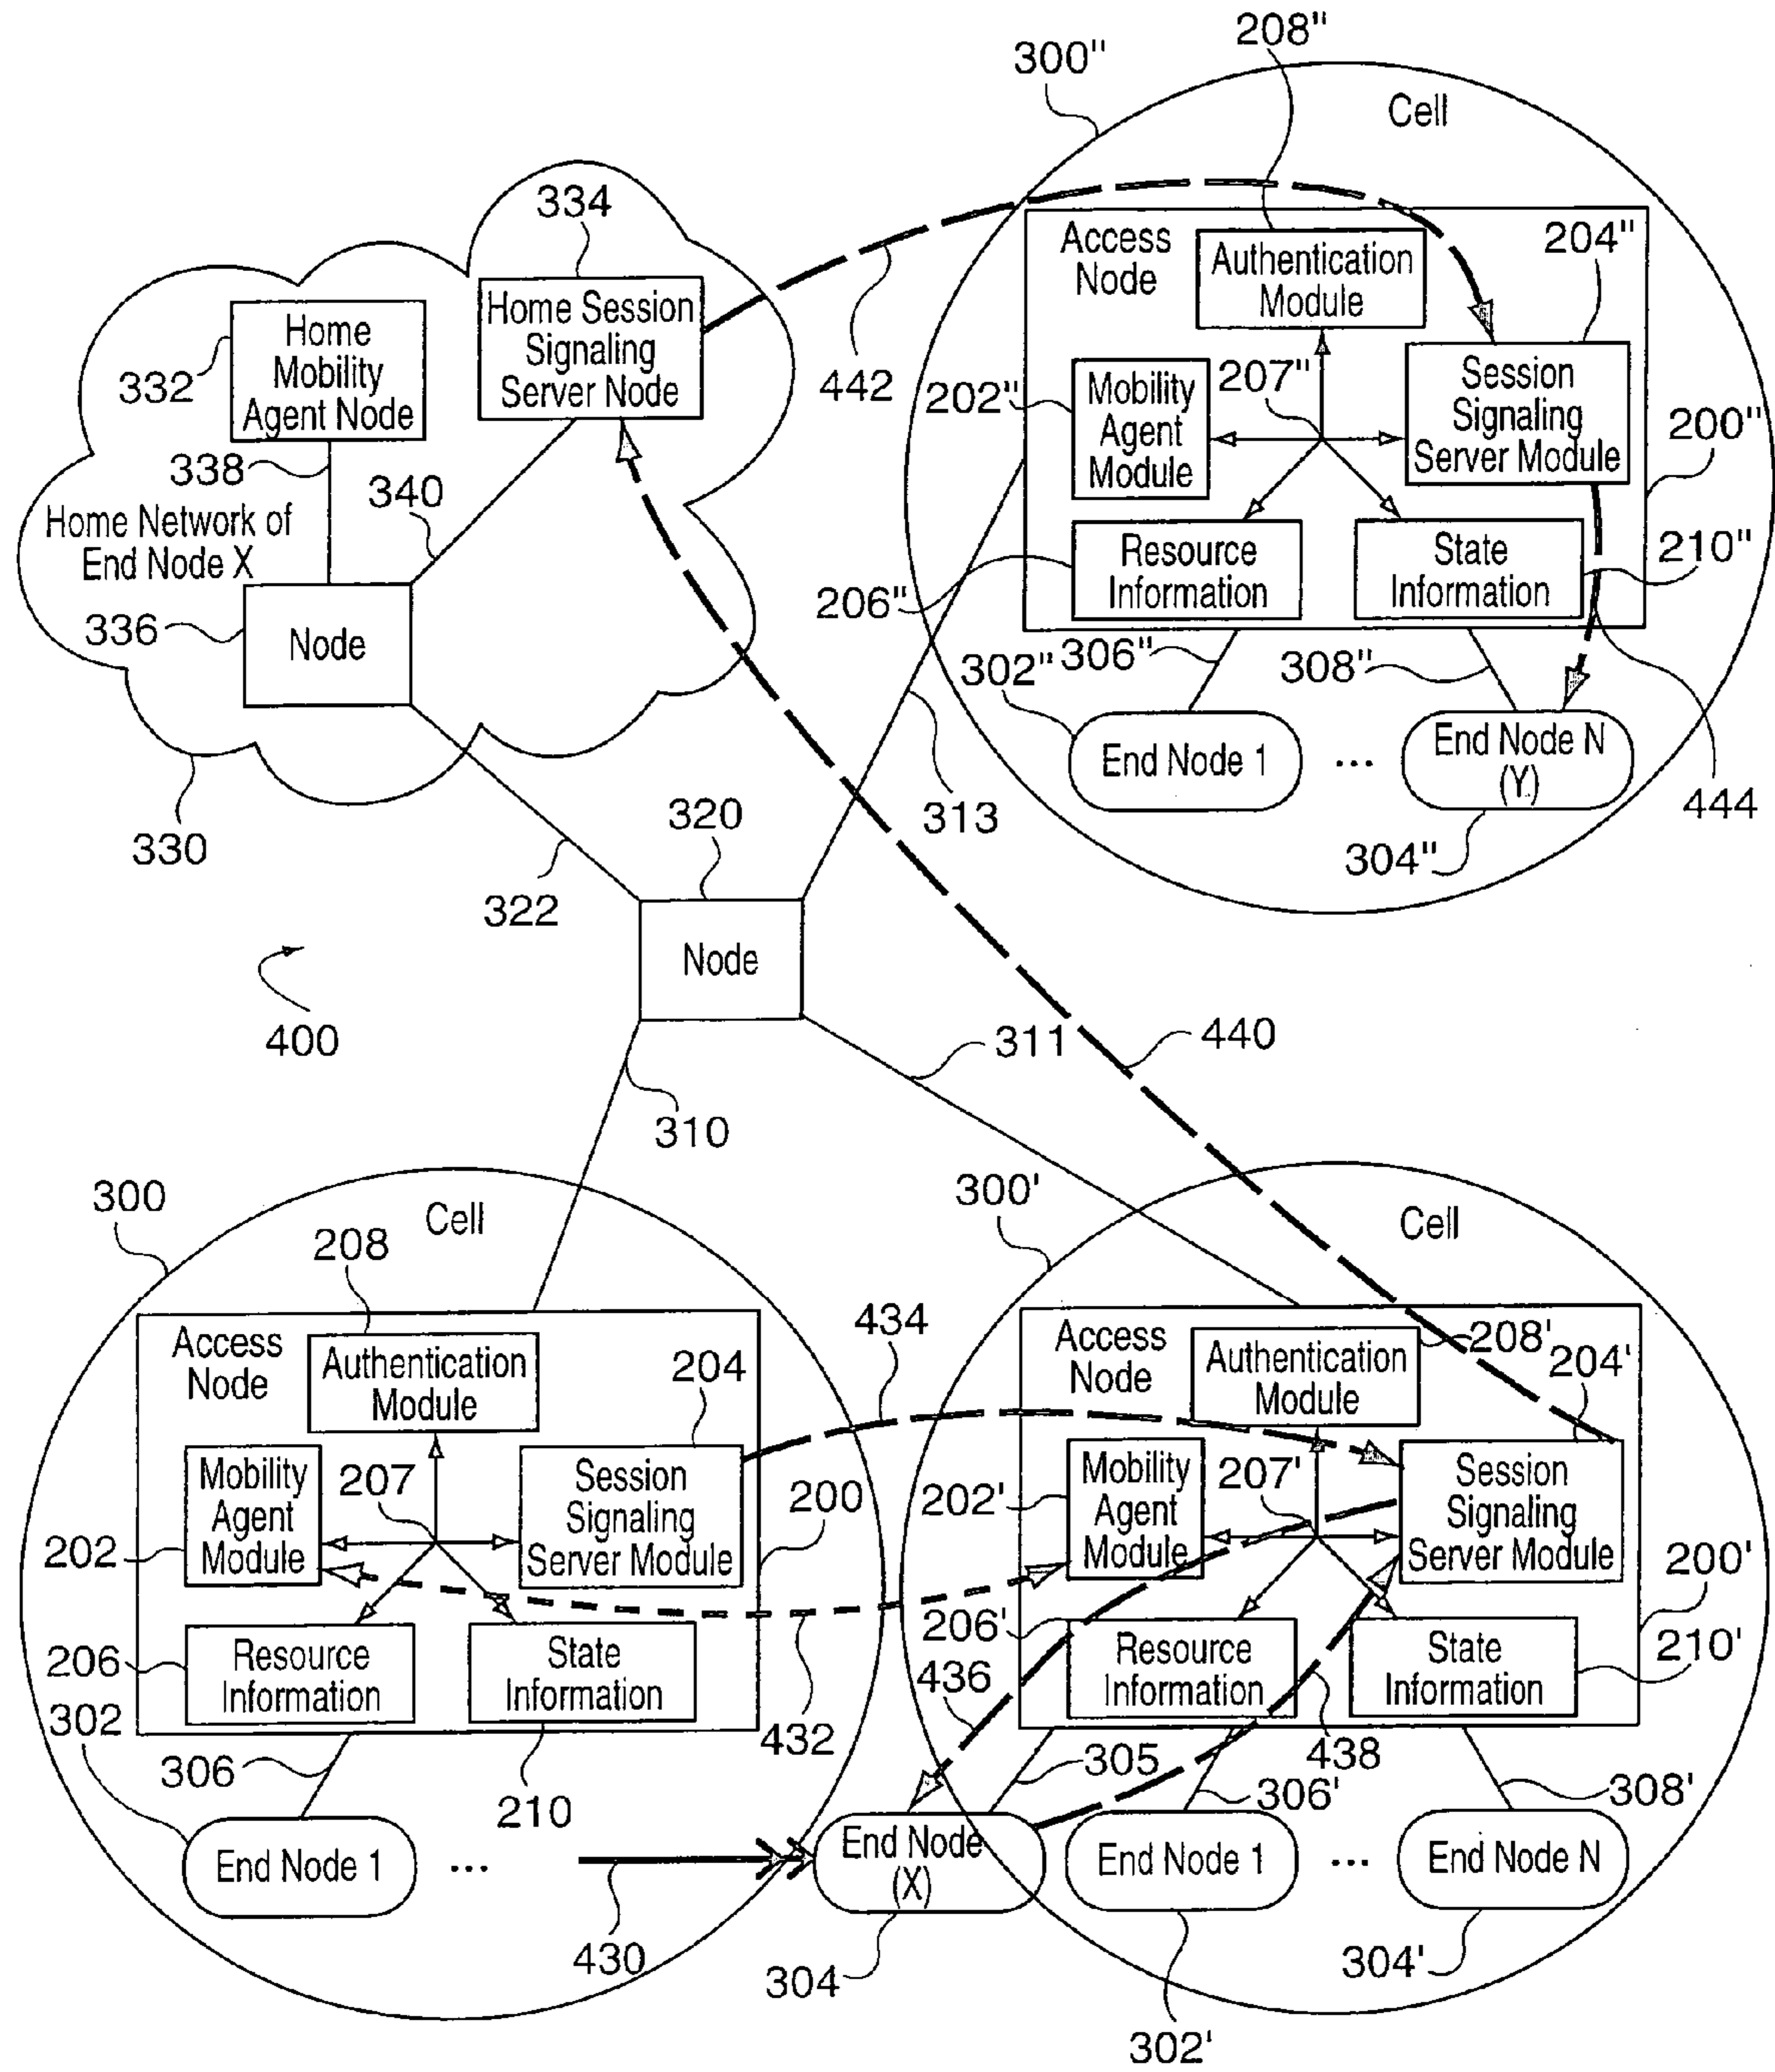 208"
300"
Cell
334
Access
Node
Authentication
Module
204"
Home
Mobility
Agent Node
332
Home Session
Signaling
Server Node
442
202"
Mobility
Agent
Module
207"
Session
Signaling
Server Module
200"
338
340
Home Network of
End Node X
Resource
Information
State
Information
210"
206"
336
Node
302"
306"
308"
End Node 1
...
End Node N
(Y)
444
330
320
313
304"
322
Node
400
311
440
310
300
Cell
300'
Cell
208
434
Access
Node
Authentication
Module
204
Access
Node
Authentication
Module
208'
204'
Mobility
Agent
Module
207
Session
Signaling
Server Module
200
202
202'
Mobility
Agent
Module
207'
Session
Signaling
Server Module
200'
206
Resource
Information
State
Information
206'
Resource
Information
State
Information
210'
302
436
432
438
306
210
305
306'
308'
End Node 1
...
End Node
(X)
End Node 1
...
End Node N
430
304
304'
302'